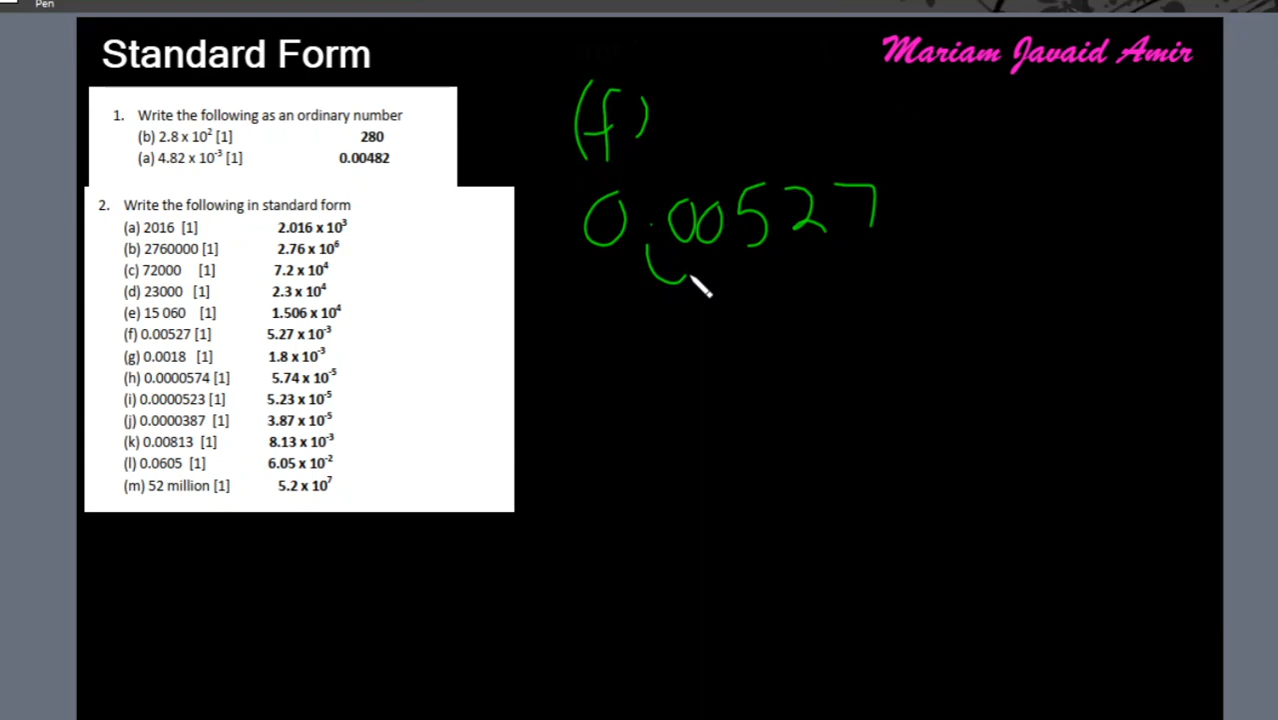 Pen
Standard Form
Mariam Javaid Amir
1. Write the following as an ordinary number
(b) 2.8 x 10² [1] 280
(a) 4.82 x 10⁻³ [1] 0.00482
2. Write the following in standard form
(a) 2016 [1] 2.016 x 10³
(b) 2760000 [1] 2.76 x 10⁶
(c) 72000 [1] 7.2 x 10⁴
(d) 23000 [1] 2.3 x 10⁴
(e) 15 060 [1] 1.506 x 10⁴
(f) 0.00527 [1] 5.27 x 10⁻³
(g) 0.0018 [1] 1.8 x 10⁻³
(h) 0.0000574 [1] 5.74 x 10⁻⁵
(i) 0.0000523 [1] 5.23 x 10⁻⁵
(j) 0.0000387 [1] 3.87 x 10⁻⁵
(k) 0.00813 [1] 8.13 x 10⁻³
(l) 0.0605 [1] 6.05 x 10⁻²
(m) 52 million [1] 5.2 x 10⁷
(f)
0.00527